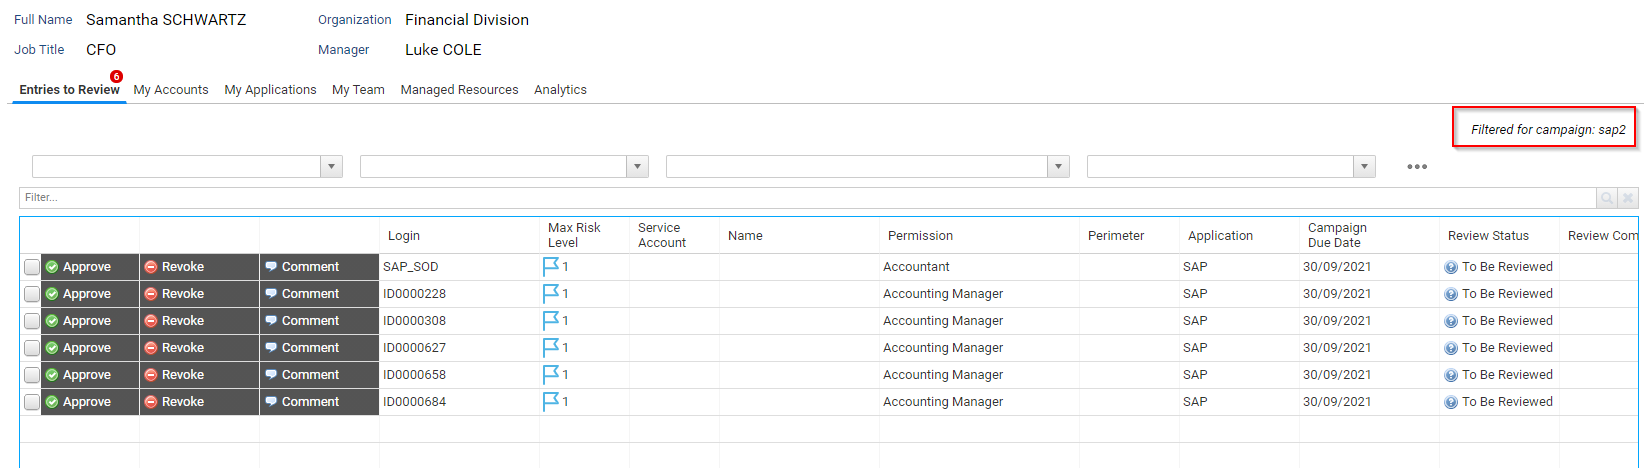 Full Name Samantha SCHWARTZ Organization Financial Division
Job Title CFO Manager Luke COLE
6
Entries to Review My Accounts My Applications My Team Managed Resources Analytics
Filtered for campaign: sap2
Filter...
Login Max Risk Level Service Account Name Permission Perimeter Application Campaign Due Date Review Status Review Com
Approve Revoke Comment SAP_SOD 1 Accountant SAP 30/09/2021 To Be Reviewed
Approve Revoke Comment ID0000228 1 Accounting Manager SAP 30/09/2021 To Be Reviewed
Approve Revoke Comment ID0000308 1 Accounting Manager SAP 30/09/2021 To Be Reviewed
Approve Revoke Comment ID0000627 1 Accounting Manager SAP 30/09/2021 To Be Reviewed
Approve Revoke Comment ID0000658 1 Accounting Manager SAP 30/09/2021 To Be Reviewed
Approve Revoke Comment ID0000684 1 Accounting Manager SAP 30/09/2021 To Be Reviewed